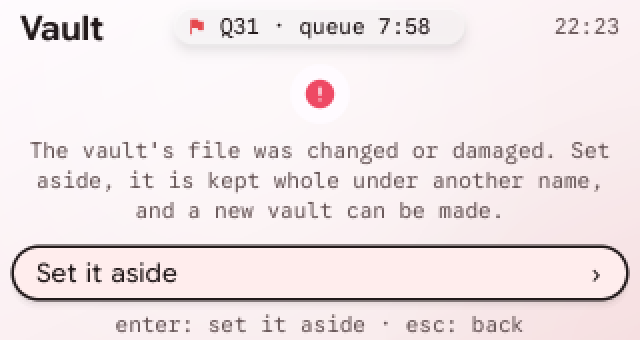 Vault
Q31 · queue 7:58
22:23
The vault's file was changed or damaged. Set
aside, it is kept whole under another name,
and a new vault can be made.
Set it aside ›
enter: set it aside · esc: back